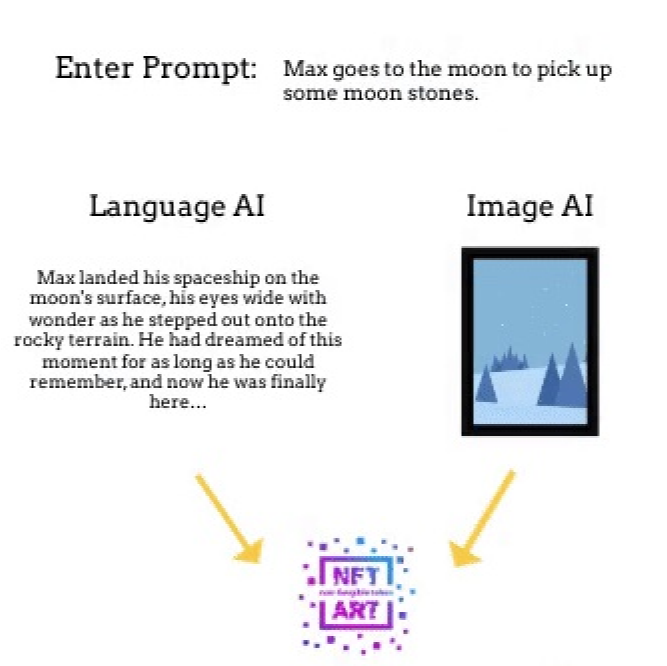 Enter Prompt:
Max goes to the moon to pick up
some moon stones.
Language AI
Image AI
Max landed his spaceship on the
moon's surface, his eyes wide with
wonder as he stepped out onto the
rocky terrain. He had dreamed of this
moment for as long as he could
remember, and now he was finally
here...
NFT
ART